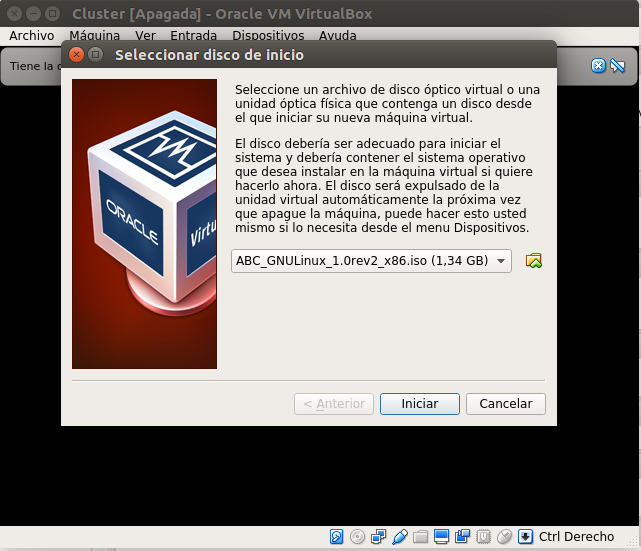 Cluster [Apagada] - Oracle VM VirtualBox
Archivo Máquina Ver Entrada Dispositivos Ayuda
Tiene la
Seleccionar disco de inicio
Seleccione un archivo de disco óptico virtual o una
unidad óptica física que contenga un disco desde
el que iniciar su nueva máquina virtual.
El disco debería ser adecuado para iniciar el
sistema y debería contener el sistema operativo
que desea instalar en la máquina virtual si quiere
hacerlo ahora. El disco será expulsado de la
unidad virtual automáticamente la próxima vez
que apague la máquina, puede hacer esto usted
mismo si lo necesita desde el menu Dispositivos.
ORACLE
Virtu
ABC_GNULinux_1.0rev2_x86.iso (1,34 GB)
< Anterior
Iniciar
Cancelar
Ctrl Derecho